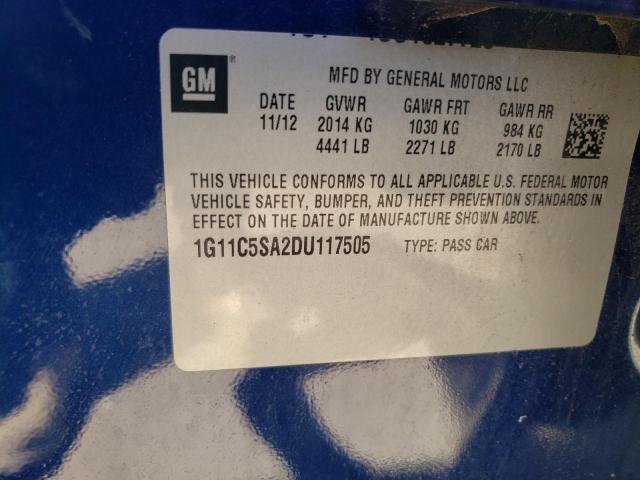 GM
MFD BY GENERAL MOTORS LLC
DATE GVWR GAWR FRT GAWR RR
11/12 2014 KG 1030 KG 984 KG
4441 LB 2271 LB 2170 LB
THIS VEHICLE CONFORMS TO ALL APPLICABLE U.S. FEDERAL MOTOR
VEHICLE SAFETY, BUMPER, AND THEFT PREVENTION STANDARDS IN
EFFECT ON THE DATE OF MANUFACTURE SHOWN ABOVE.
1G11C5SA2DU117505 TYPE: PASS CAR